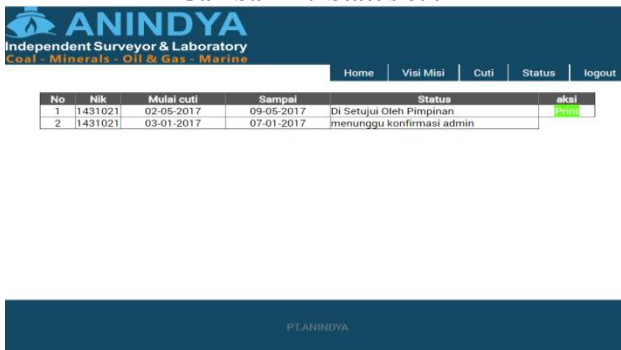 ANINDYA
Independent Surveyor & Laboratory
Coal - Minerals - Oil & Gas - Marine
Home Visi Misi Cuti Status logout
No Nik Mulai cuti Sampai Status aksi
1 1431021 02-05-2017 09-05-2017 Di Setujui Oleh Pimpinan Print
2 1431021 03-01-2017 07-01-2017 menunggu konfirmasi admin
PT.ANINDYA